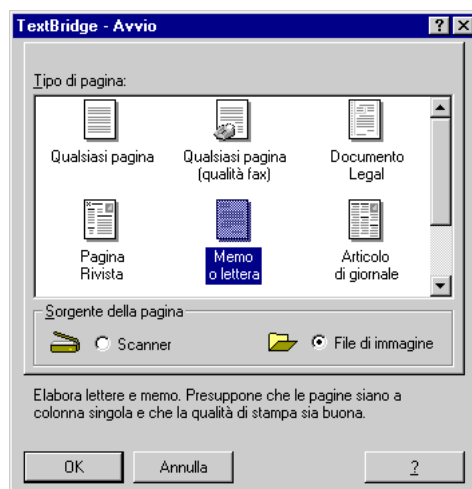 TextBridge - Avvio
Tipo di pagina:
Qualsiasi pagina
Qualsiasi pagina
(qualità fax)
Documento
Legal
Pagina
Rivista
Memo
o lettera
Articolo
di giornale
Sorgente della pagina
Scanner
File di immagine
Elabora lettere e memo. Presuppone che le pagine siano a
colonna singola e che la qualità di stampa sia buona.
OK
Annulla
?